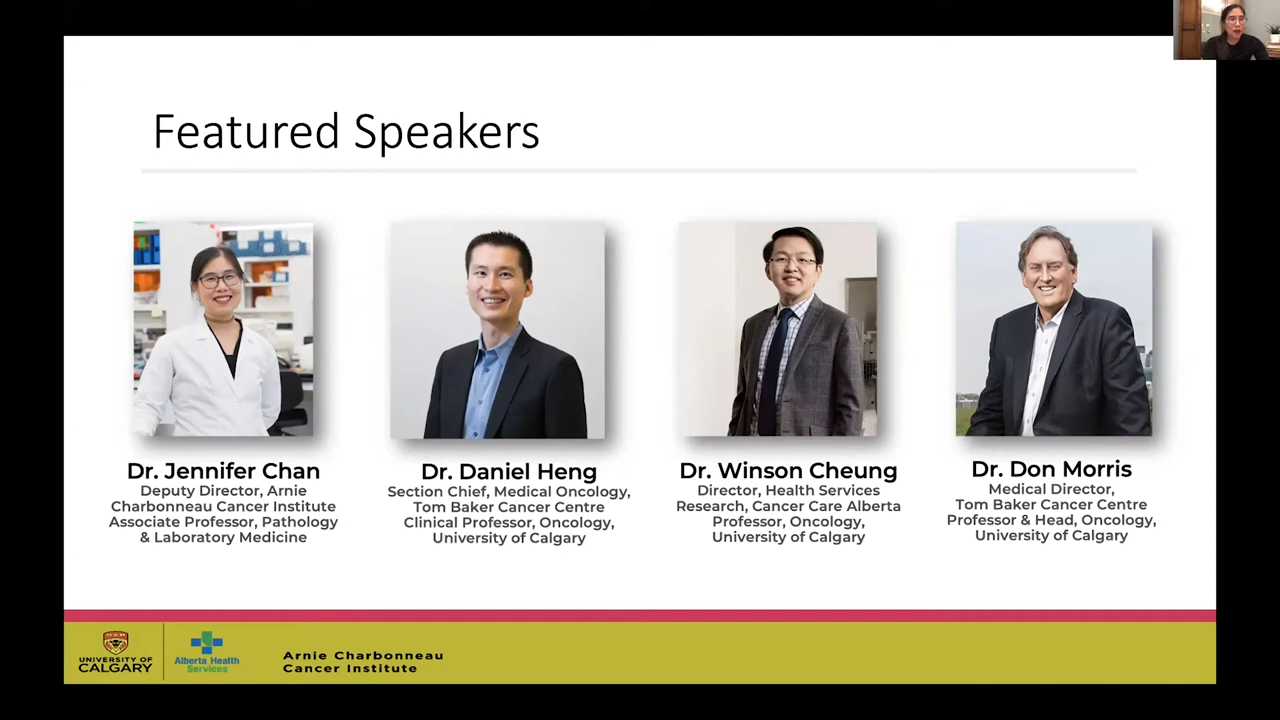 Featured Speakers
Dr. Jennifer Chan
Deputy Director, Arnie
Charbonneau Cancer Institute
Associate Professor, Pathology
& Laboratory Medicine
Dr. Daniel Heng
Section Chief, Medical Oncology,
Tom Baker Cancer Centre
Clinical Professor, Oncology,
University of Calgary
Dr. Winson Cheung
Director, Health Services
Research, Cancer Care Alberta
Professor, Oncology,
University of Calgary
Dr. Don Morris
Medical Director,
Tom Baker Cancer Centre
Professor & Head, Oncology,
University of Calgary
UNIVERSITY OF
CALGARY
Alberta Health
Services
Arnie Charbonneau
Cancer Institute